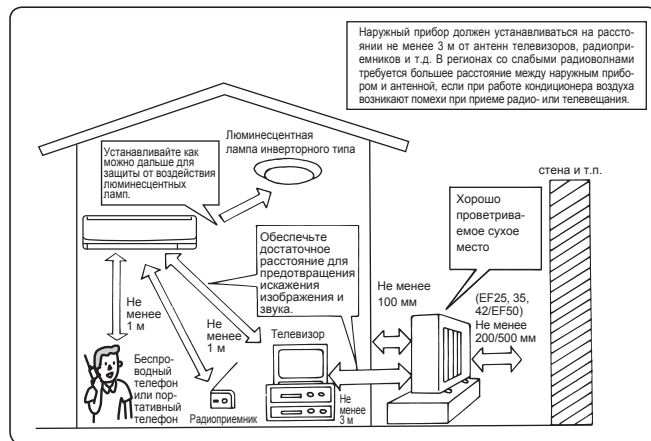 Наружный прибор должен устанавливаться на рассто-
янии не менее 3 м от антенн телевизоров, радиопри-
емников и т.д. В регионах со слабыми радиоволнами
требуется большее расстояние между наружным прибо-
ром и антенной, если при работе кондиционера воздуха
возникают помехи при приеме радио- или телевещания.
Люминесцентная
лампа инверторного типа
Устанавливайте как
можно дальше для
защиты от воздействия
люминесцентных
ламп.
стена и т.п.
Хорошо
проветрива-
емое сухое
место
Обеспечьте
достаточное
расстояние для
предотвращения
искажения
изображения и
звука.
Не менее
100 мм
(EF25, 35,
42/EF50)
Не менее
200/500 мм
Не
менее
1 м
Не
менее
1 м
Телевизор
Беспро-
водный
телефон
или пор-
тативный
телефон
Радиоприемник
Не
менее
3 м